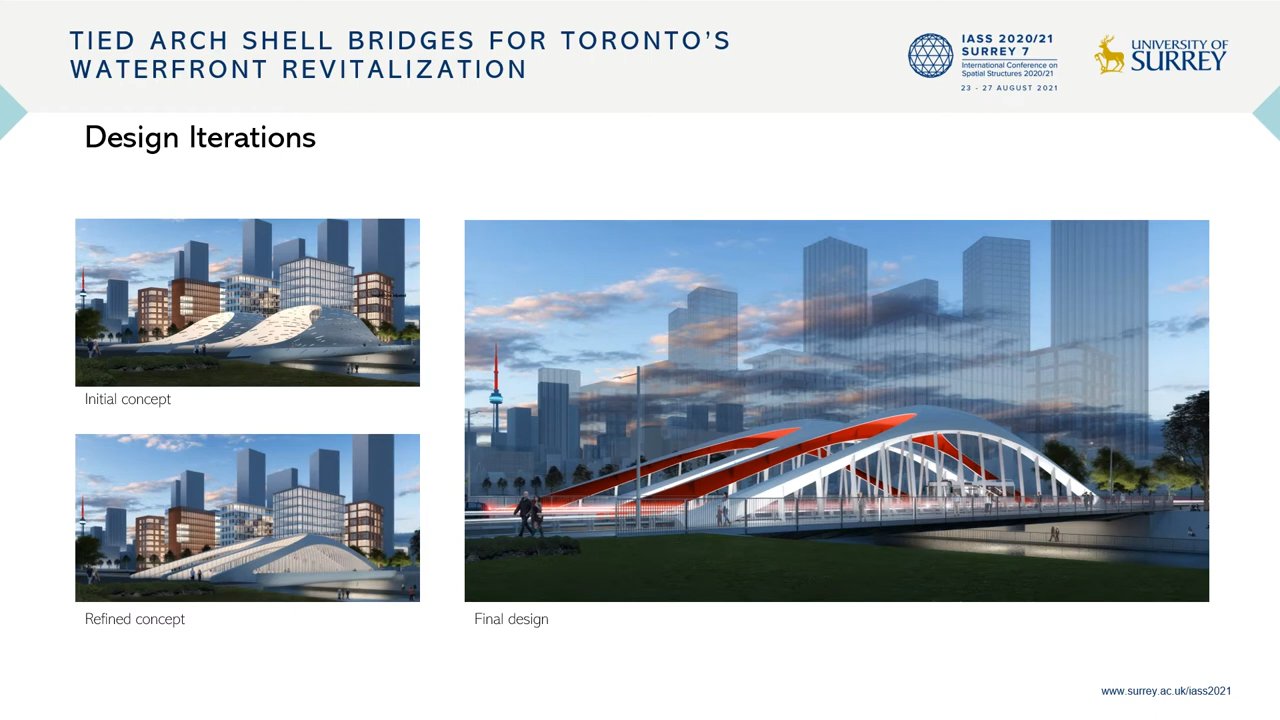 TIED ARCH SHELL BRIDGES FOR TORONTO’S
WATERFRONT REVITALIZATION
IASS 2020/21
SURREY 7
International Conference on
Spatial Structures 2020/21
23 - 27 AUGUST 2021
UNIVERSITY OF
SURREY
Design Iterations
Initial concept
Refined concept
Final design
www.surrey.ac.uk/iass2021